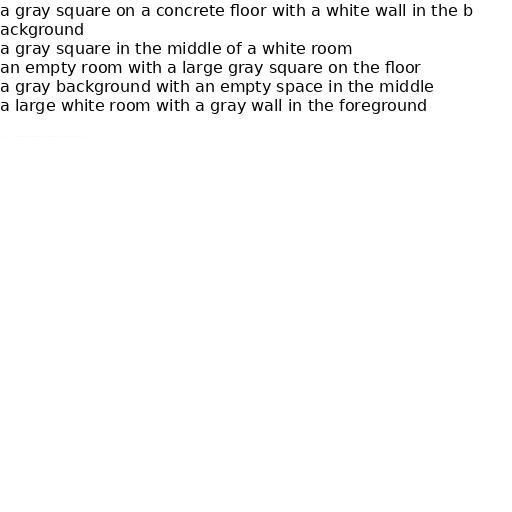 a gray square on a concrete floor with a white wall in the b
ackground
a gray square in the middle of a white room
an empty room with a large gray square on the floor
a gray background with an empty space in the middle
a large white room with a gray wall in the foreground